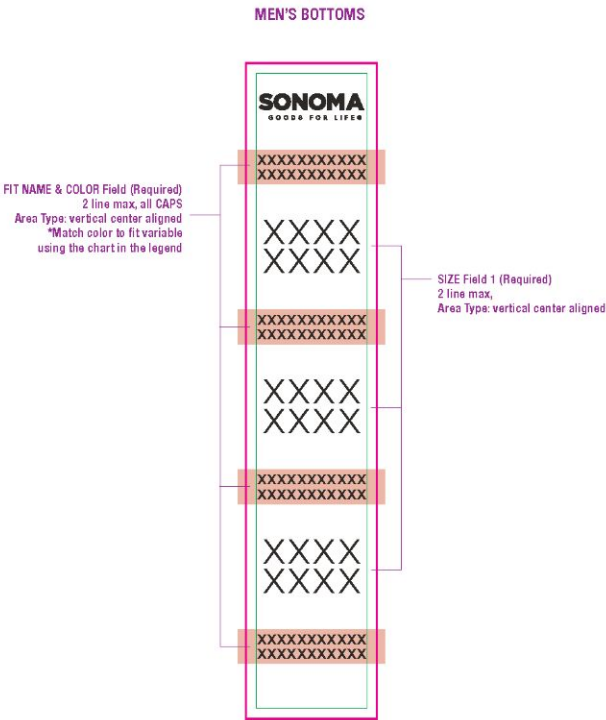 MEN'S BOTTOMS
SONOMA
GOODS FOR LIFE®
XXXXXXXXXXX
XXXXXXXXXXX
FIT NAME & COLOR Field (Required)
2 line max, all CAPS
Area Type: vertical center aligned
*Match color to fit variable
using the chart in the legend
XXXX
XXXX
SIZE Field 1 (Required)
2 line max,
Area Type: vertical center aligned
XXXXXXXXXXX
XXXXXXXXXXX
XXXX
XXXX
XXXXXXXXXXX
XXXXXXXXXXX
XXXX
XXXX
XXXXXXXXXXX
XXXXXXXXXXX